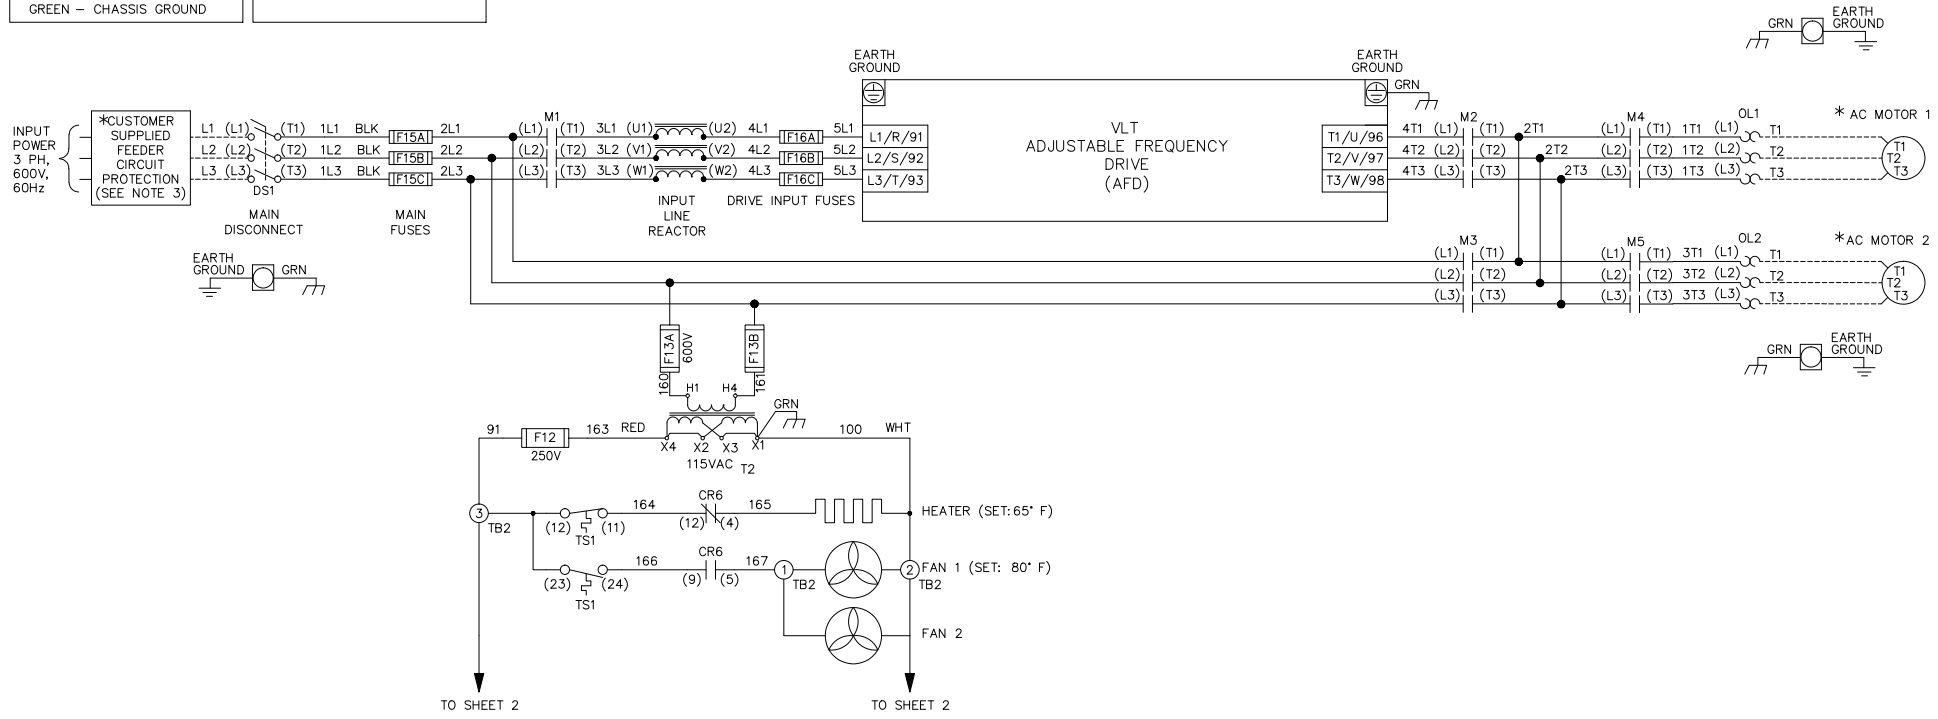 GREEN – CHASSIS GROUND
EARTH
GRN GROUND
EARTH
GROUND
EARTH
GROUND
GRN
INPUT
POWER
3 PH,
600V,
60Hz
*CUSTOMER
SUPPLIED
FEEDER
CIRCUIT
PROTECTION
(SEE NOTE 3)
L1 (L1) (T1) 1L1 BLK F15A 2L1 M1 (T1) 3L1 (U1) (U2) 4L1 F16A 5L1 L1/R/91
L2 (L2) (T2) 1L2 BLK F15B 2L2 (L1) (L2) (T2) 3L2 (V1) (V2) 4L2 F16B 5L2 L2/S/92
L3 (L3) (T3) 1L3 BLK F15C 2L3 (L3) (T3) 3L3 (W1) (W2) 4L3 F16C 5L3 L3/T/93
DS1
MAIN
DISCONNECT
MAIN
FUSES
INPUT
LINE
REACTOR
DRIVE INPUT FUSES
VLT
ADJUSTABLE FREQUENCY
DRIVE
(AFD)
T1/U/96 4T1 (L1) M2 (T1) 2T1 (L1) M4 (T1) 1T1 (L1) OL1 T1
T2/V/97 4T2 (L2) (T2) 2T2 (L2) (T2) 1T2 (L2) T2
T3/W/98 4T3 (L3) (T3) 2T3 (L3) (T3) 1T3 (L3) T3
* AC MOTOR 1
T1
T2
T3
M3 M5 OL2 *AC MOTOR 2
(L1) (T1) (L1) (T1) 3T1 (L1) T1
(L2) (T2) (L2) (T2) 3T2 (L2) T2
(L3) (T3) (L3) (T3) 3T3 (L3) T3
T1
T2
T3
EARTH
GROUND GRN
EARTH
GRN GROUND
F13A
600V
F13B
160
161
H1 H4
GRN
91 F12 163 RED
250V
X4 X2 X3 X1
100 WHT
115VAC T2
3 TB2
(12) TS1 (11) 164 CR6 (12) (4) 165
HEATER (SET:65° F)
(23) TS1 (24) 166 CR6 (9) (5) 167 1 TB2
2 TB2
FAN 1 (SET: 80° F)
FAN 2
TO SHEET 2
TO SHEET 2